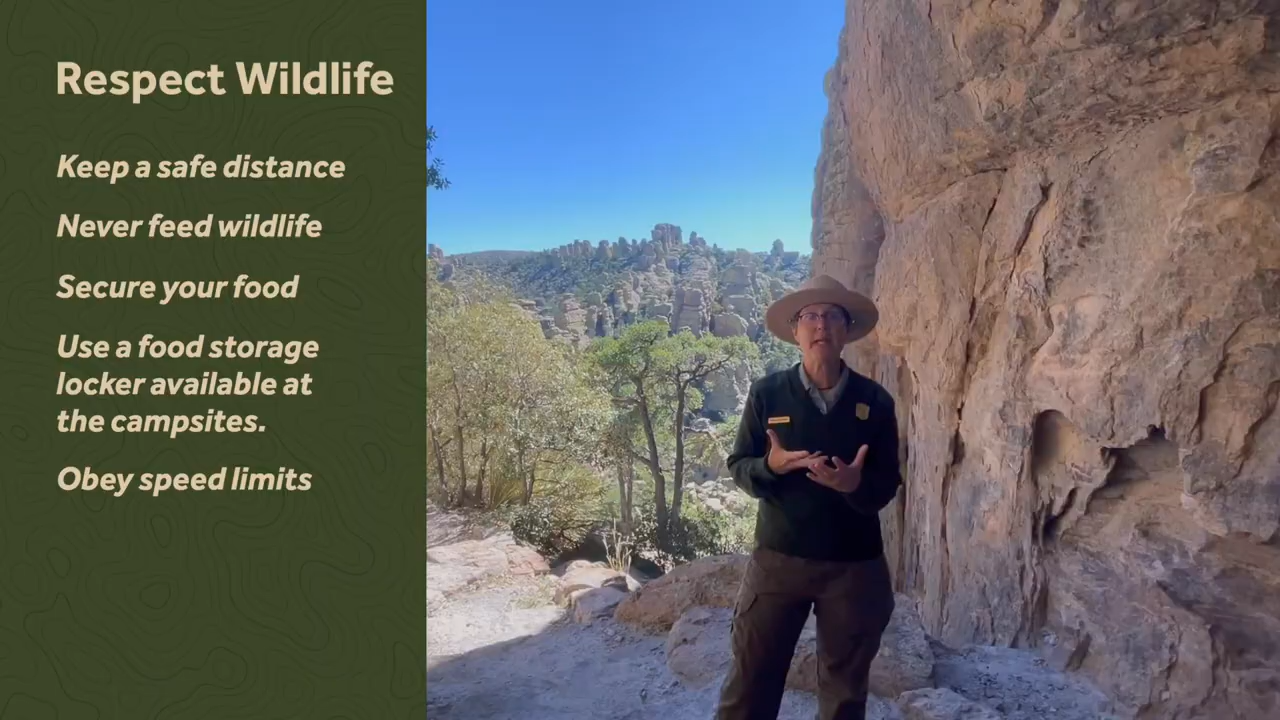 Respect Wildlife
Keep a safe distance
Never feed wildlife
Secure your food
Use a food storage
locker available at
the campsites.
Obey speed limits